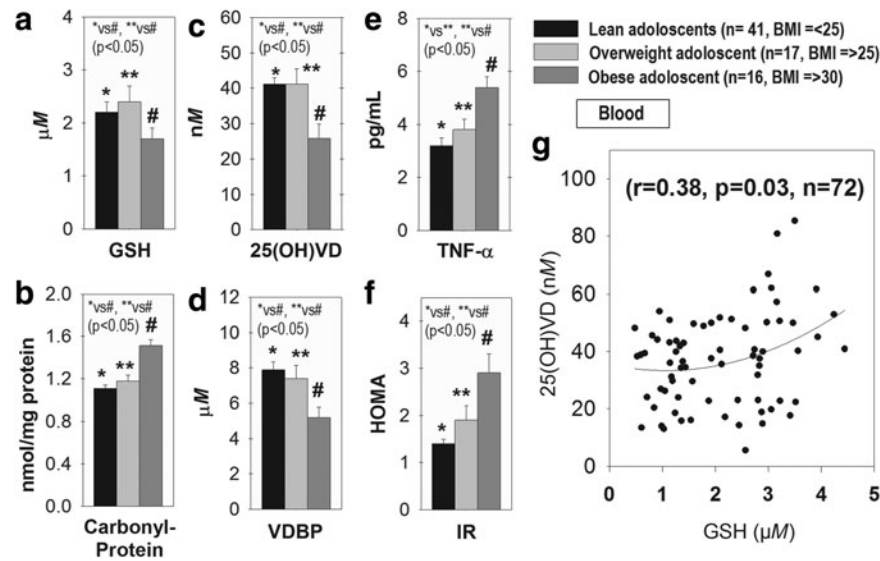 a
*vs#, **vs#
(p<0.05)
4
3
2
1
0
μM
*
**
#
GSH
c
*vs#, **vs#
(p<0.05)
60
50
40
30
20
10
0
nM
*
**
#
25(OH)VD
e
*vs**, **vs#
(p<0.05)
8
6
4
2
0
pg/mL
*
**
#
TNF-α
Lean adoloscents (n= 41, BMI =<25)
Overweight adoloscent (n=17, BMI =>25)
Obese adoloscent (n=16, BMI =>30)
Blood
b
*vs#, **vs#
(p<0.05)
2.0
1.6
1.2
0.8
0.4
0.0
nmol/mg protein
*
**
#
Carbonyl-
Protein
d
*vs#, **vs#
(p<0.05)
12
10
8
6
4
2
0
μM
*
**
#
VDBP
f
*vs#, **vs#
(p<0.05)
4
3
2
1
0
HOMA
*
**
#
IR
g
(r=0.38, p=0.03, n=72)
100
80
60
40
20
0
25(OH)VD (nM)
0
1
2
3
4
5
GSH (μM)